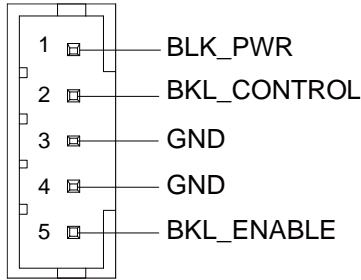 1 BLK_PWR
2 BKL_CONTROL
3 GND
4 GND
5 BKL_ENABLE